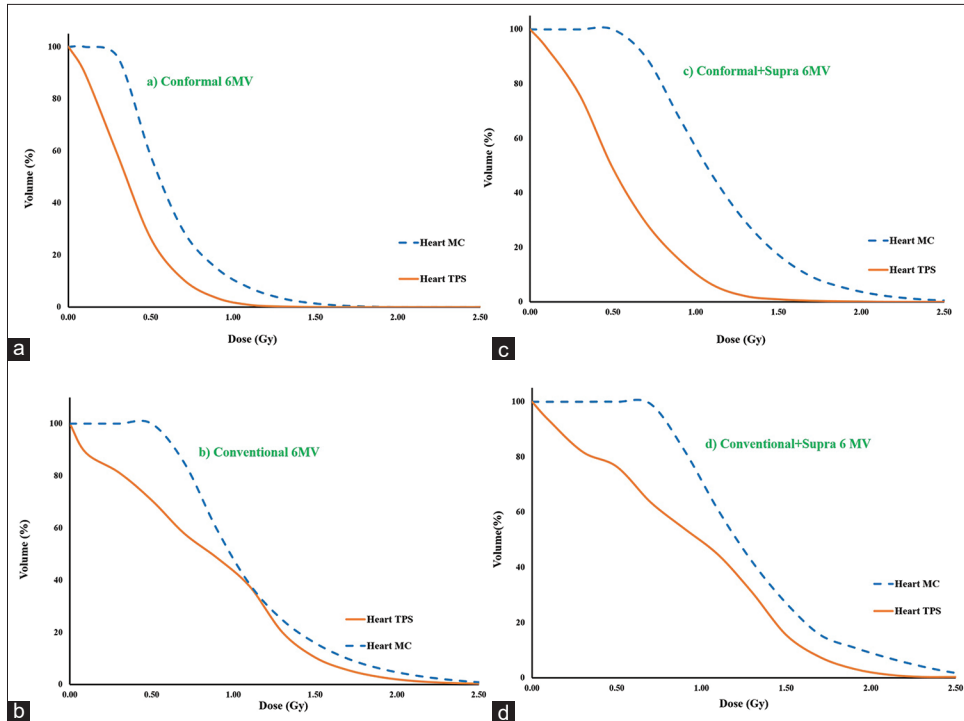 100
80
60
40
20
0
0.00
0.50
1.00
1.50
2.00
2.50
Volume (%)
Dose (Gy)
a) Conformal 6MV
Heart MC
Heart TPS
a
100
80
60
40
20
0
0.00
0.50
1.00
1.50
2.00
2.50
Volume (%)
Dose (Gy)
c) Conformal+Supra 6MV
Heart MC
Heart TPS
c
100
80
60
40
20
0
0.00
0.50
1.00
1.50
2.00
2.50
Volume (%)
Dose (Gy)
b) Conventional 6MV
Heart TPS
Heart MC
b
100
80
60
40
20
0
0.00
0.50
1.00
1.50
2.00
2.50
Volume(%)
Dose (Gy)
d) Conventional+Supra 6 MV
Heart MC
Heart TPS
d